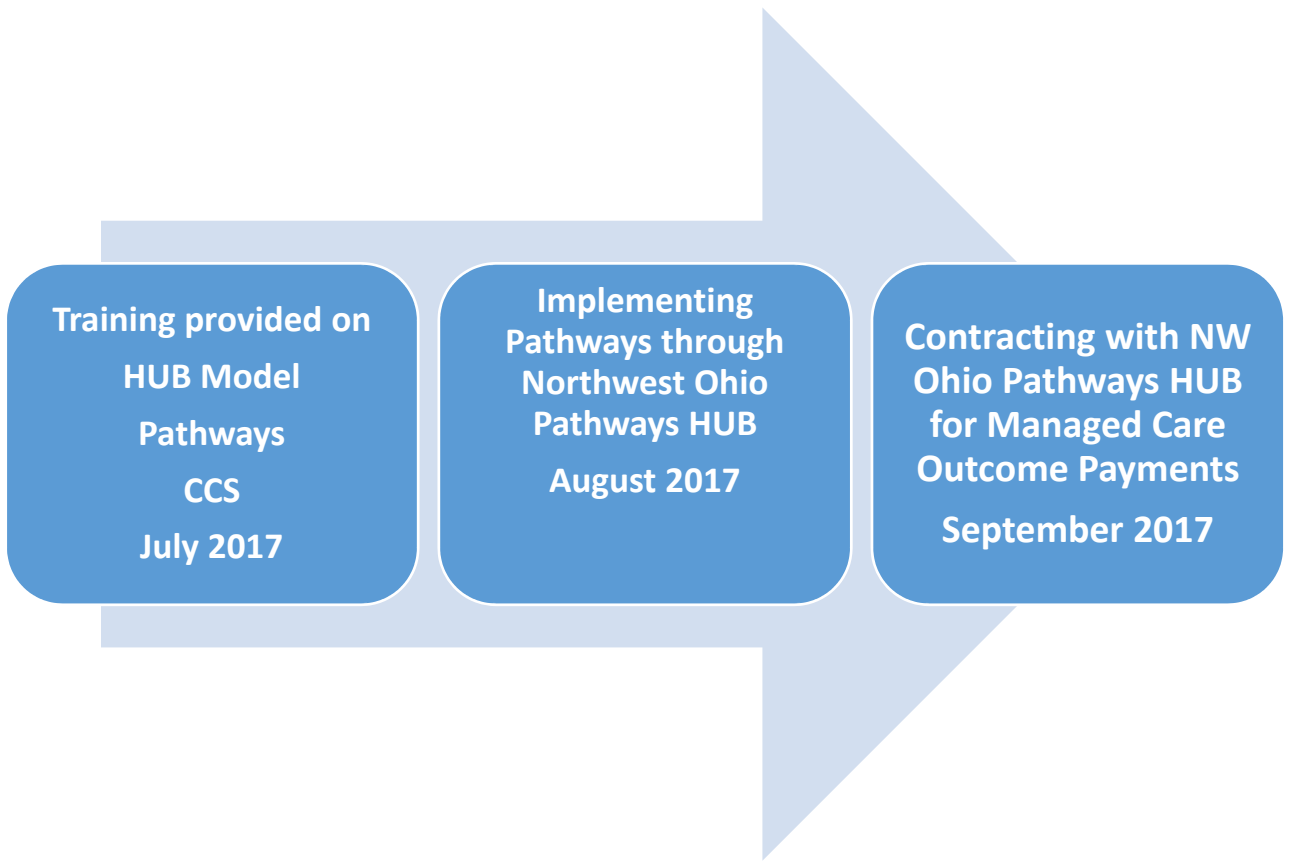 Training provided on
HUB Model
Pathways
CCS
July 2017
Implementing
Pathways through
Northwest Ohio
Pathways HUB
August 2017
Contracting with NW
Ohio Pathways HUB
for Managed Care
Outcome Payments
September 2017